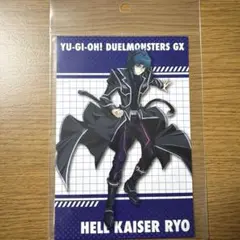 YU-GI-OH! DUELMONSTERS GX
HELL KAISER RYO